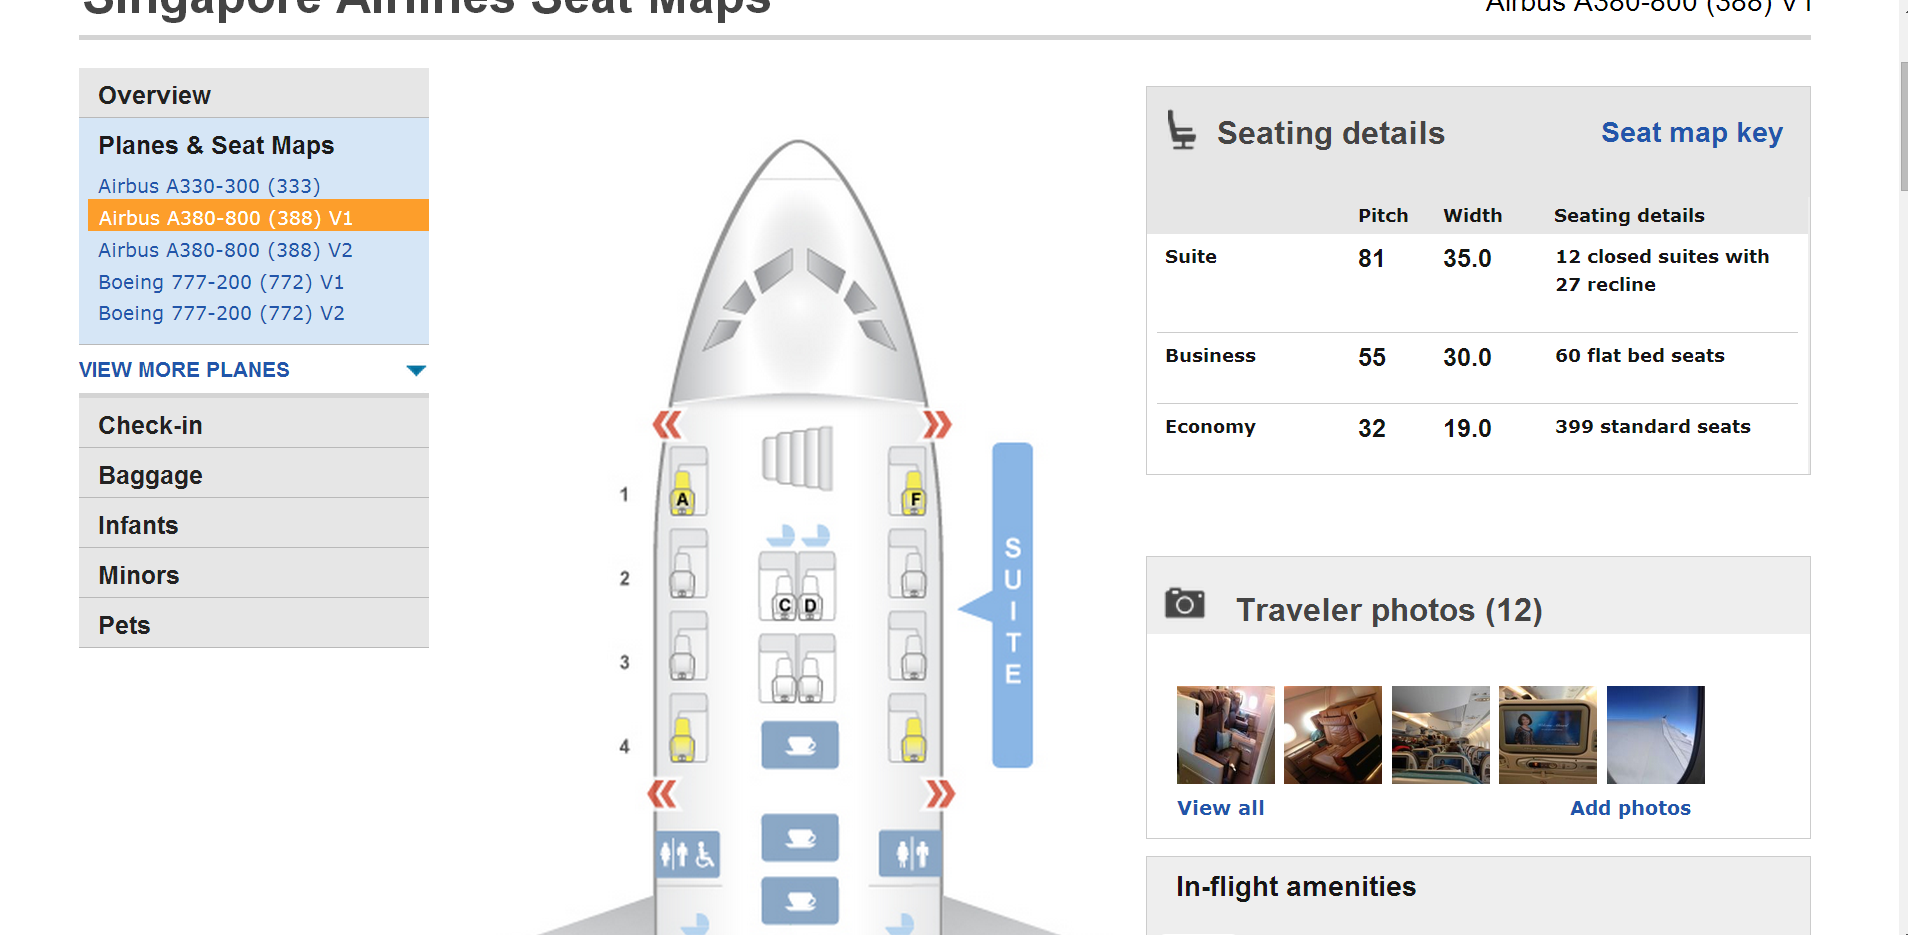 Singapore Airlines Seat Maps
Airbus A380-800 (388) V1
Overview
Planes & Seat Maps
Airbus A330-300 (333)
Airbus A380-800 (388) V1
Airbus A380-800 (388) V2
Boeing 777-200 (772) V1
Boeing 777-200 (772) V2
VIEW MORE PLANES
Check-in
Baggage
Infants
Minors
Pets
1
A
F
2
C D
3
4
SUITE
Seating details
Seat map key
Pitch Width Seating details
Suite 81 35.0 12 closed suites with
27 recline
Business 55 30.0 60 flat bed seats
Economy 32 19.0 399 standard seats
Traveler photos (12)
View all
Add photos
In-flight amenities